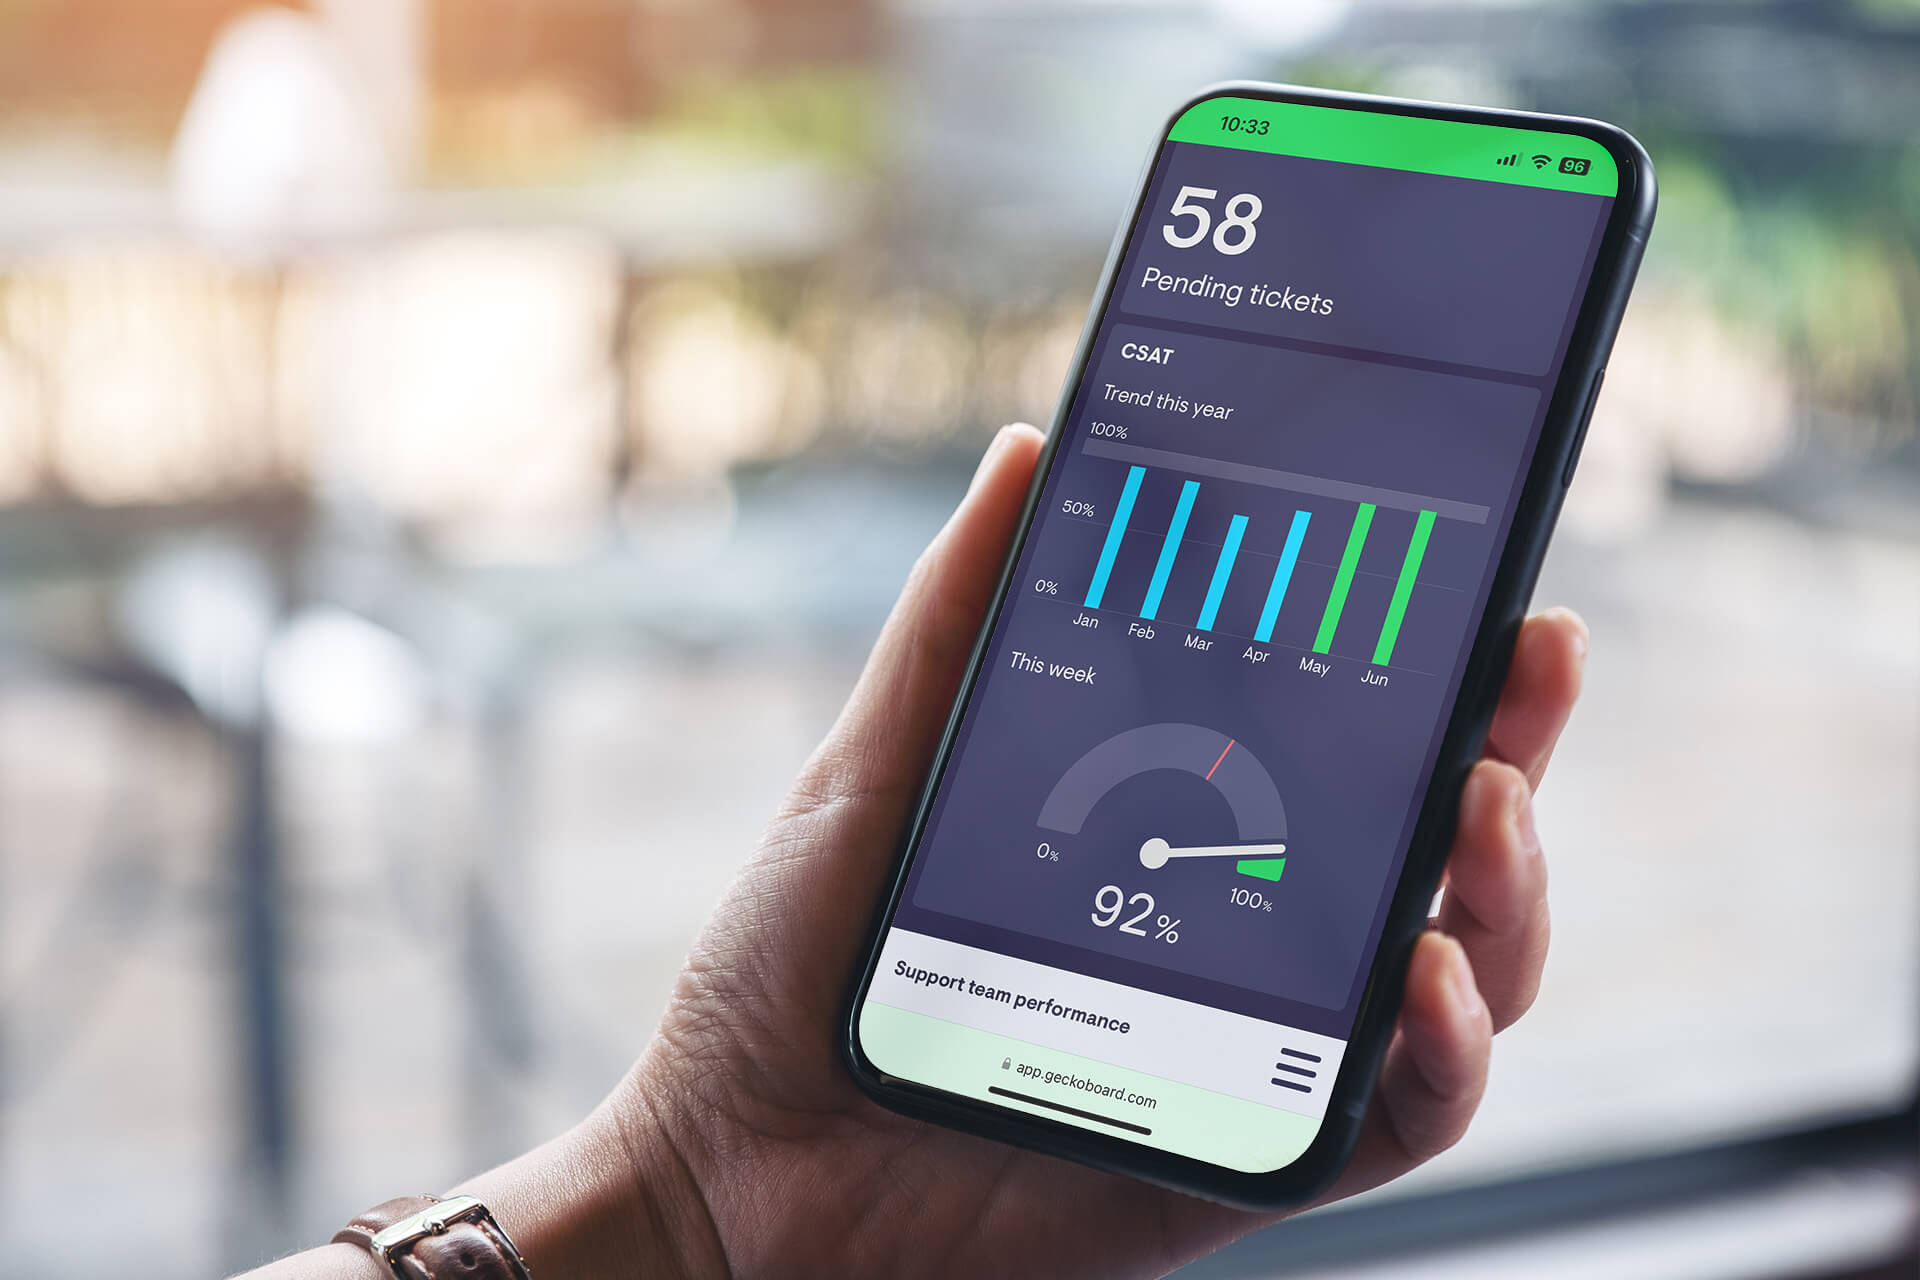 10:33
96
58
Pending tickets
CSAT
Trend this year
100%
50%
0%
Jan Feb Mar Apr May Jun
This week
0%
100%
92%
Support team performance
app.geckoboard.com